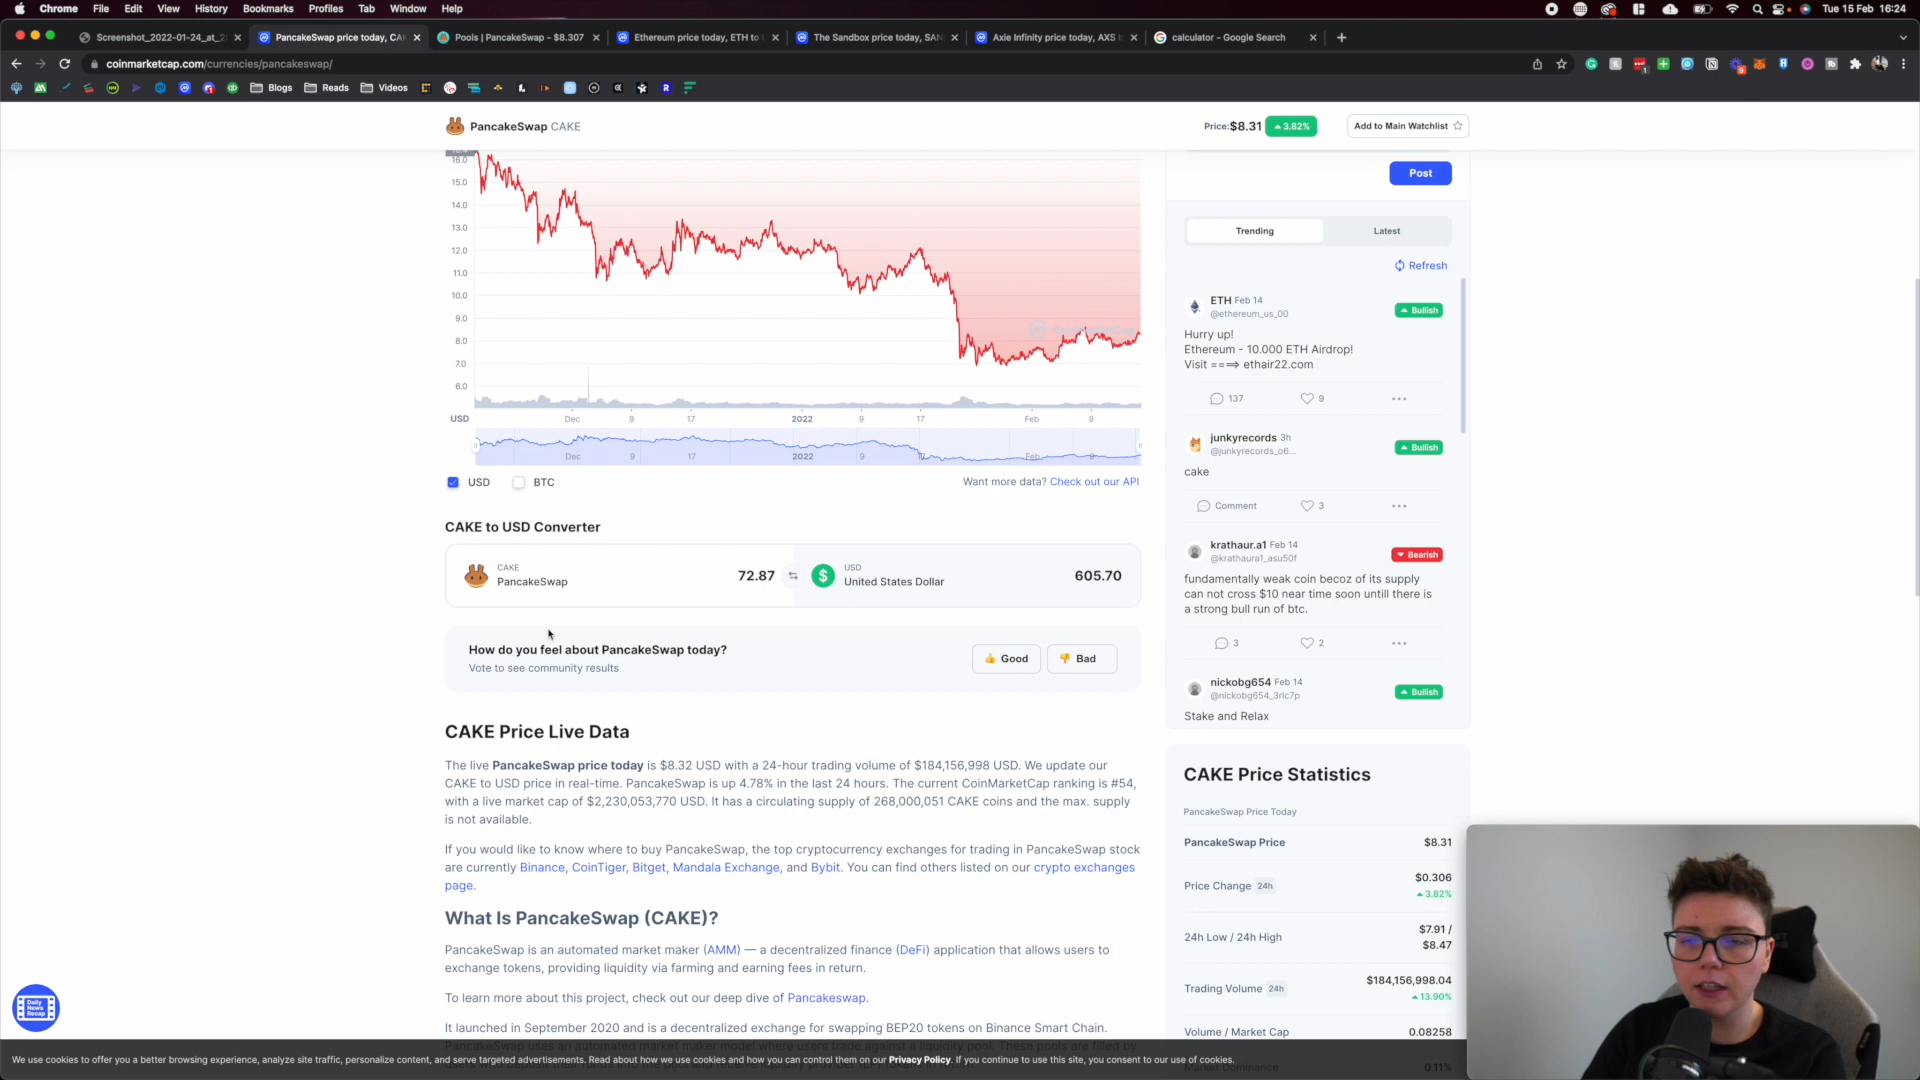 Chrome File Edit View History Bookmarks Profiles Tab Window Help Tue 15 Feb 16:24
Screenshot_2022-01-24_at_2 PancakeSwap price today, CA Pools | PancakeSwap - $8.307 Ethereum price today, ETH to The Sandbox price today, SAN Axie Infinity price today, AXS calculator - Google Search
coinmarketcap.com/currencies/pancakeswap/
Blogs Reads Videos
PancakeSwap CAKE Price:$8.31 3.82% Add to Main Watchlist
Post
16.0
15.0
14.0
13.0
12.0
11.0
10.0
9.0
8.0
7.0
6.0
USD Dec 9 17 2022 9 17 Feb 9
Dec 9 17 2022 9 17 Feb 9
USD BTC Want more data? Check out our API
CAKE to USD Converter
CAKE
PancakeSwap 72.87
USD
United States Dollar 605.70
How do you feel about PancakeSwap today?
Vote to see community results
Good Bad
CAKE Price Live Data
The live PancakeSwap price today is $8.32 USD with a 24-hour trading volume of $184,156,998 USD. We update our
CAKE to USD price in real-time. PancakeSwap is up 4.78% in the last 24 hours. The current CoinMarketCap ranking is #54,
with a live market cap of $2,230,053,770 USD. It has a circulating supply of 268,000,051 CAKE coins and the max. supply
is not available.
If you would like to know where to buy PancakeSwap, the top cryptocurrency exchanges for trading in PancakeSwap stock
are currently Binance, CoinTiger, Bitget, Mandala Exchange, and Bybit. You can find others listed on our crypto exchanges
page.
What Is PancakeSwap (CAKE)?
PancakeSwap is an automated market maker (AMM) — a decentralized finance (DeFi) application that allows users to
exchange tokens, providing liquidity via farming and earning fees in return.
To learn more about this project, check out our deep dive of Pancakeswap.
It launched in September 2020 and is a decentralized exchange for swapping BEP20 tokens on Binance Smart Chain.
Trending Latest
Refresh
ETH Feb 14 Bullish
@ethereum_us_00
Hurry up!
Ethereum - 10.000 ETH Airdrop!
Visit ===> ethair22.com
137 9
junkyrecords 3h Bullish
@junkyrecords_o6...
cake
Comment 3
krathaur.a1 Feb 14 Bearish
@krathaura1_asu50f
fundamentally weak coin becoz of its supply
can not cross $10 near time soon untill there is
a strong bull run of btc.
3 2
nickobg654 Feb 14 Bullish
@nickobg654_3rlc7p
Stake and Relax
CAKE Price Statistics
PancakeSwap Price Today
PancakeSwap Price $8.31
Price Change 24h $0.306
3.82%
24h Low / 24h High $7.91 /
$8.47
Trading Volume 24h $184,156,998.04
13.90%
Volume / Market Cap 0.08258
Market Dominance 0.11%
Daily
News
Recap
We use cookies to offer you a better browsing experience, analyze site traffic, personalize content, and serve targeted advertisements. Read about how we use cookies and how you can control them on our Privacy Policy. If you continue to use this site, you consent to our use of cookies.